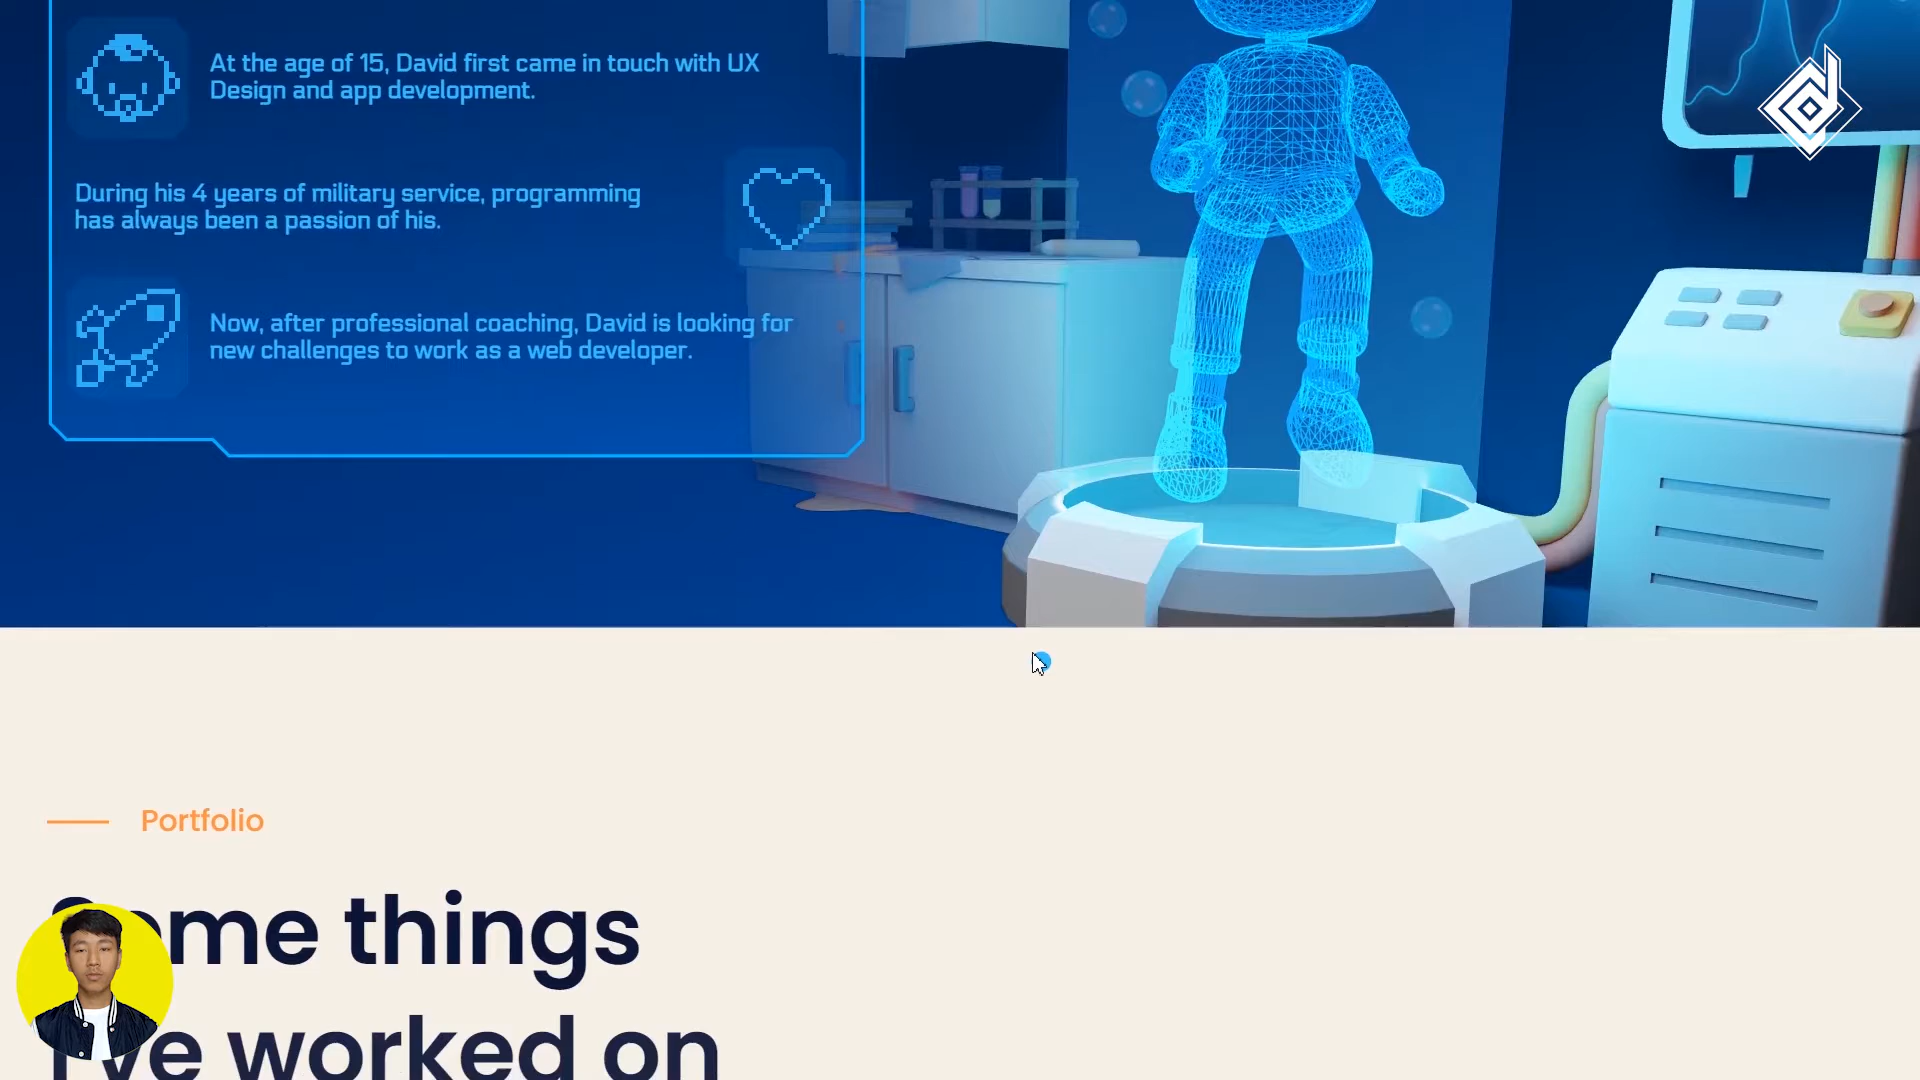 At the age of 15, David first came in touch with UX
Design and app development.
During his 4 years of military service, programming
has always been a passion of his.
Now, after professional coaching, David is looking for
new challenges to work as a web developer.
Portfolio
Some things
I've worked on